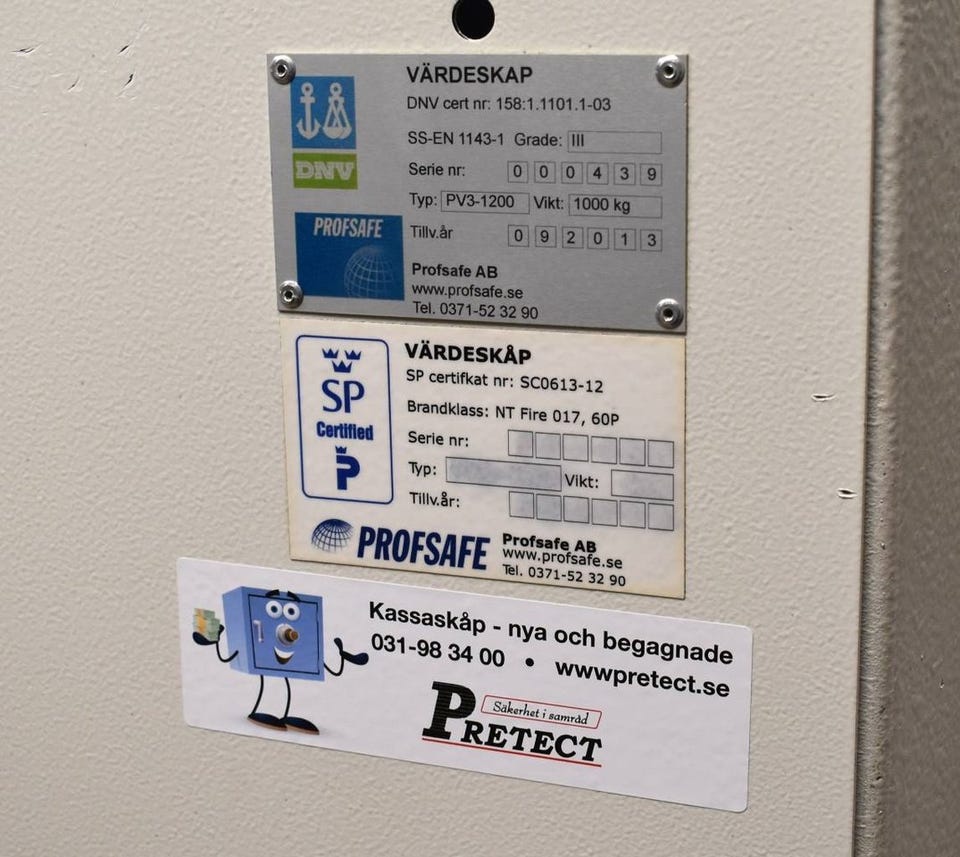 VÄRDESKAP
DNV cert nr: 158:1.1101.1-03
SS-EN 1143-1 Grade: III
DNV
Serie nr: 0 0 0 4 3 9
Typ: PV3-1200 Vikt: 1000 kg
PROFSAFE
Tillv.år 0 9 2 0 1 3
Profsafe AB
www.profsafe.se
Tel. 0371-52 32 90
VÄRDESKÅP
SP certifkat nr: SC0613-12
SP
Certified
P
Brandklass: NT Fire 017, 60P
Serie nr:
Typ: Vikt:
Tillv.år:
PROFSAFE
Profsafe AB
www.profsafe.se
Tel. 0371-52 32 90
Kassaskåp - nya och begagnade
031-98 34 00 • wwwpretect.se
Säkerhet i samråd
PRETECT